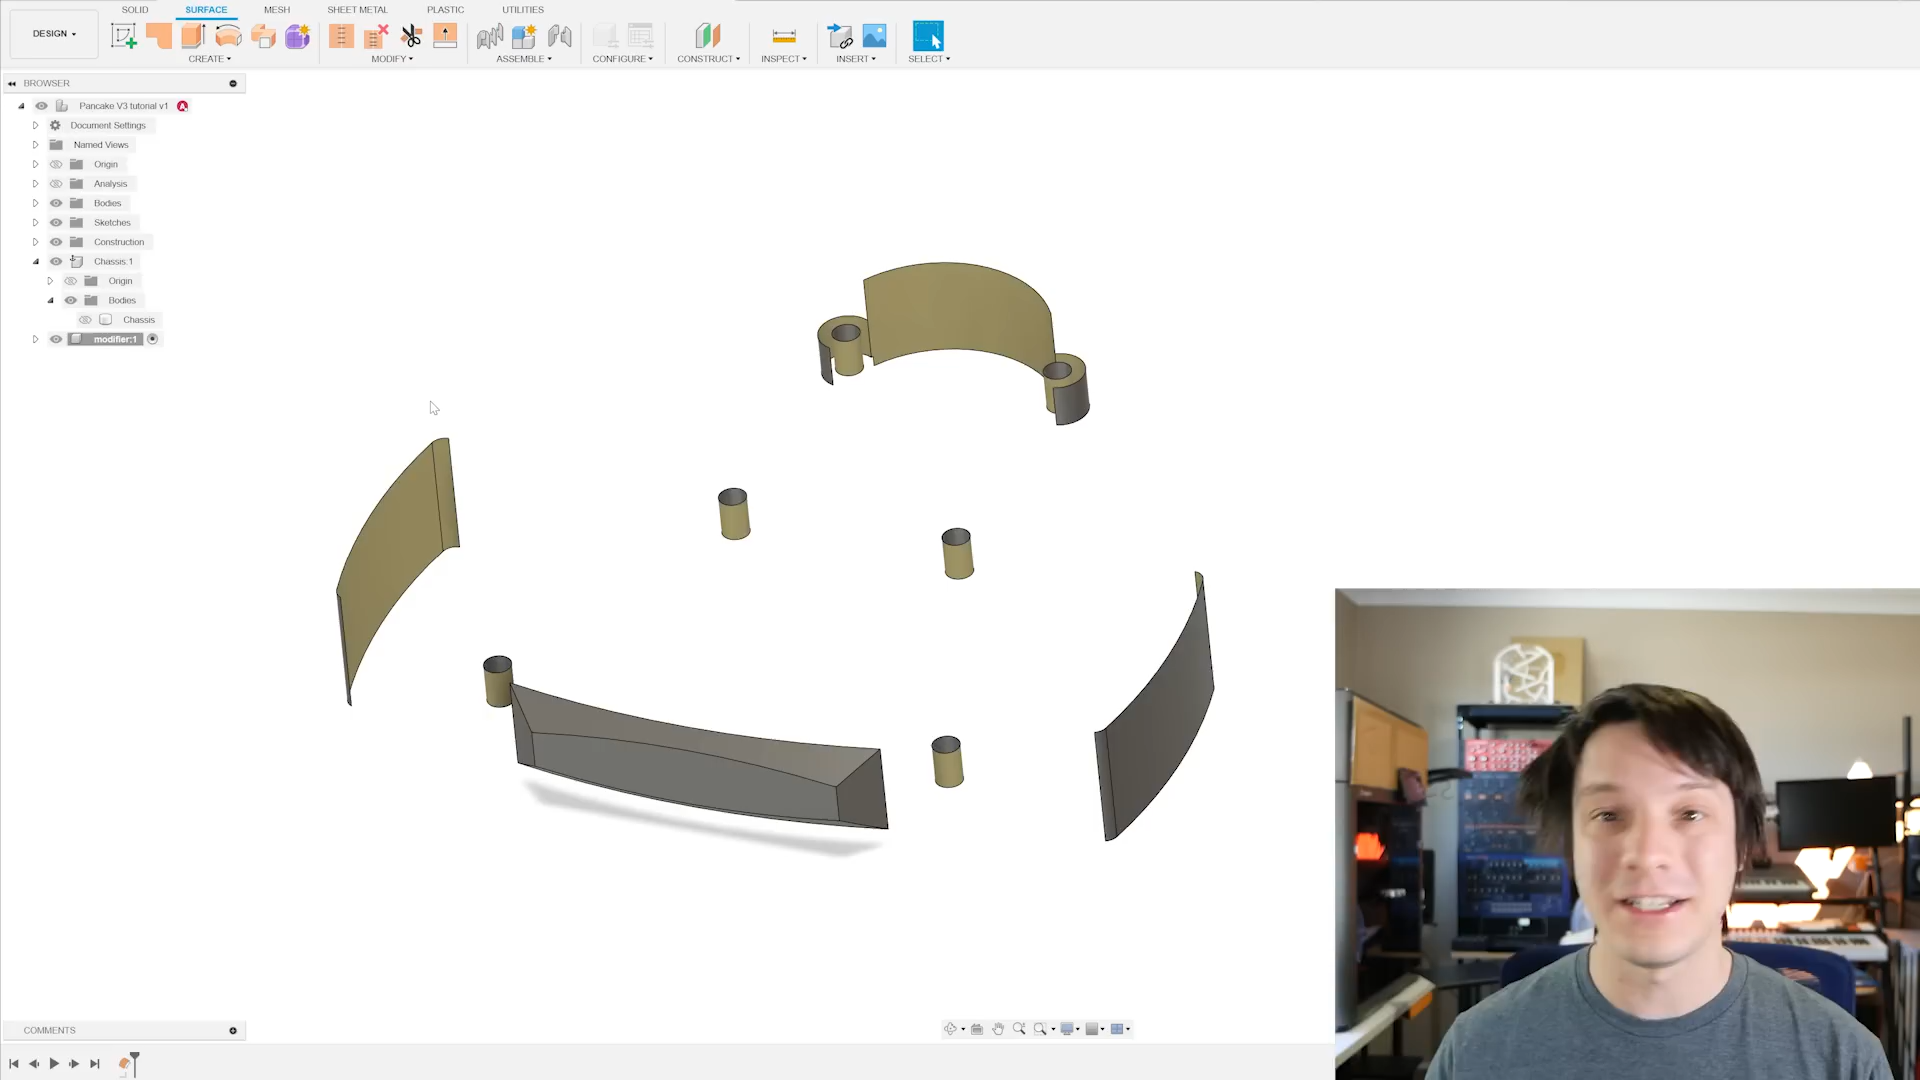 SOLID SURFACE MESH SHEET METAL PLASTIC UTILITIES
DESIGN
CREATE MODIFY ASSEMBLE CONFIGURE CONSTRUCT INSPECT INSERT SELECT
BROWSER
Pancake V3 tutorial v1
Document Settings
Named Views
Origin
Analysis
Bodies
Sketches
Construction
Chassis:1
Origin
Bodies
Chassis
modifier:1
COMMENTS